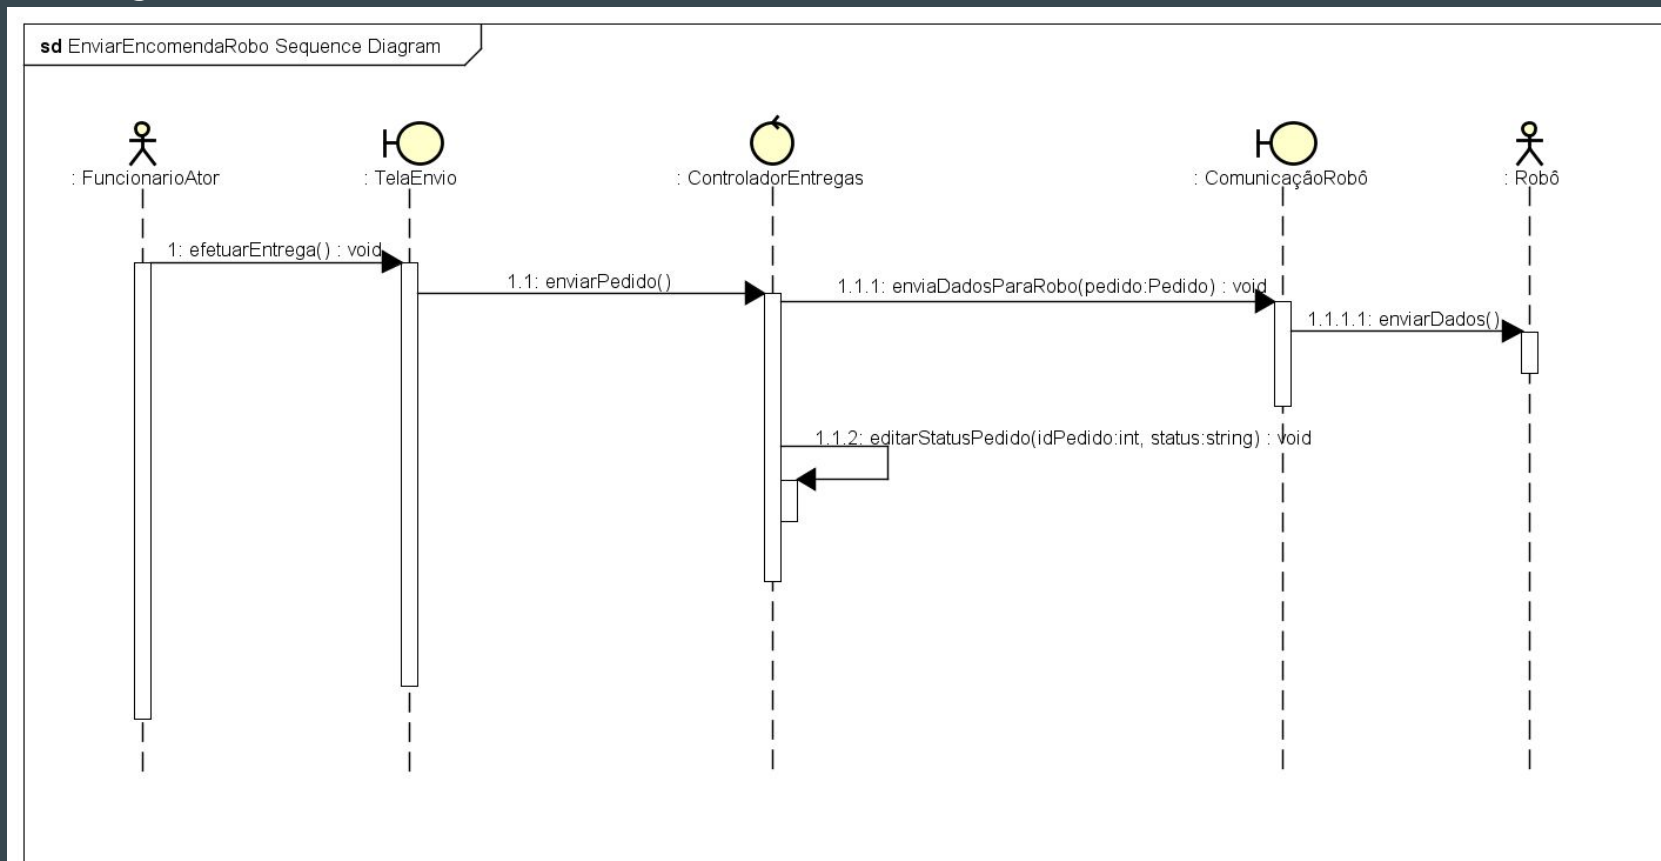 sd EnviarEncomendaRobo Sequence Diagram
: FuncionarioAtor
: TelaEnvio
: ControladorEntregas
: ComunicaçãoRobô
: Robô
1: efetuarEntrega() : void
1.1: enviarPedido()
1.1.1: enviaDadosParaRobo(pedido:Pedido) : void
1.1.1.1: enviarDados()
1.1.2: editarStatusPedido(idPedido:int, status:string) : void